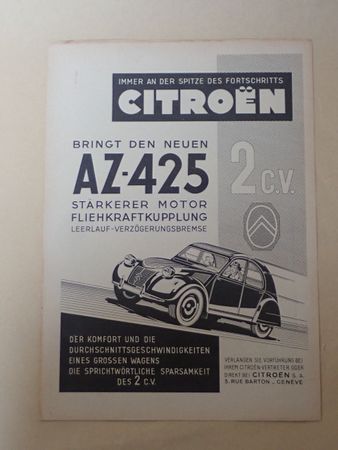 IMMER AN DER SPITZE DES FORTSCHRITTS
CITROËN
BRINGT DEN NEUEN
AZ-425
2 C.V.
STÄRKERER MOTOR
FLIEHKRAFTKUPPLUNG
LEERLAUF-VERZÖGERUNGSBREMSE
DER KOMFORT UND DIE
DURCHSCHNITTSGESCHWINDIGKEITEN
EINES GROSSEN WAGENS
DIE SPRICHTWÖRTLICHE SPARSAMKEIT
DES 2 C.V.
VERLANGEN SIE VORFÜHRUNG BEI
IHREM CITROËN-VERTRETER ODER
DIREKT BEI CITROËN S. A.
3, RUE BARTON _ GENÈVE